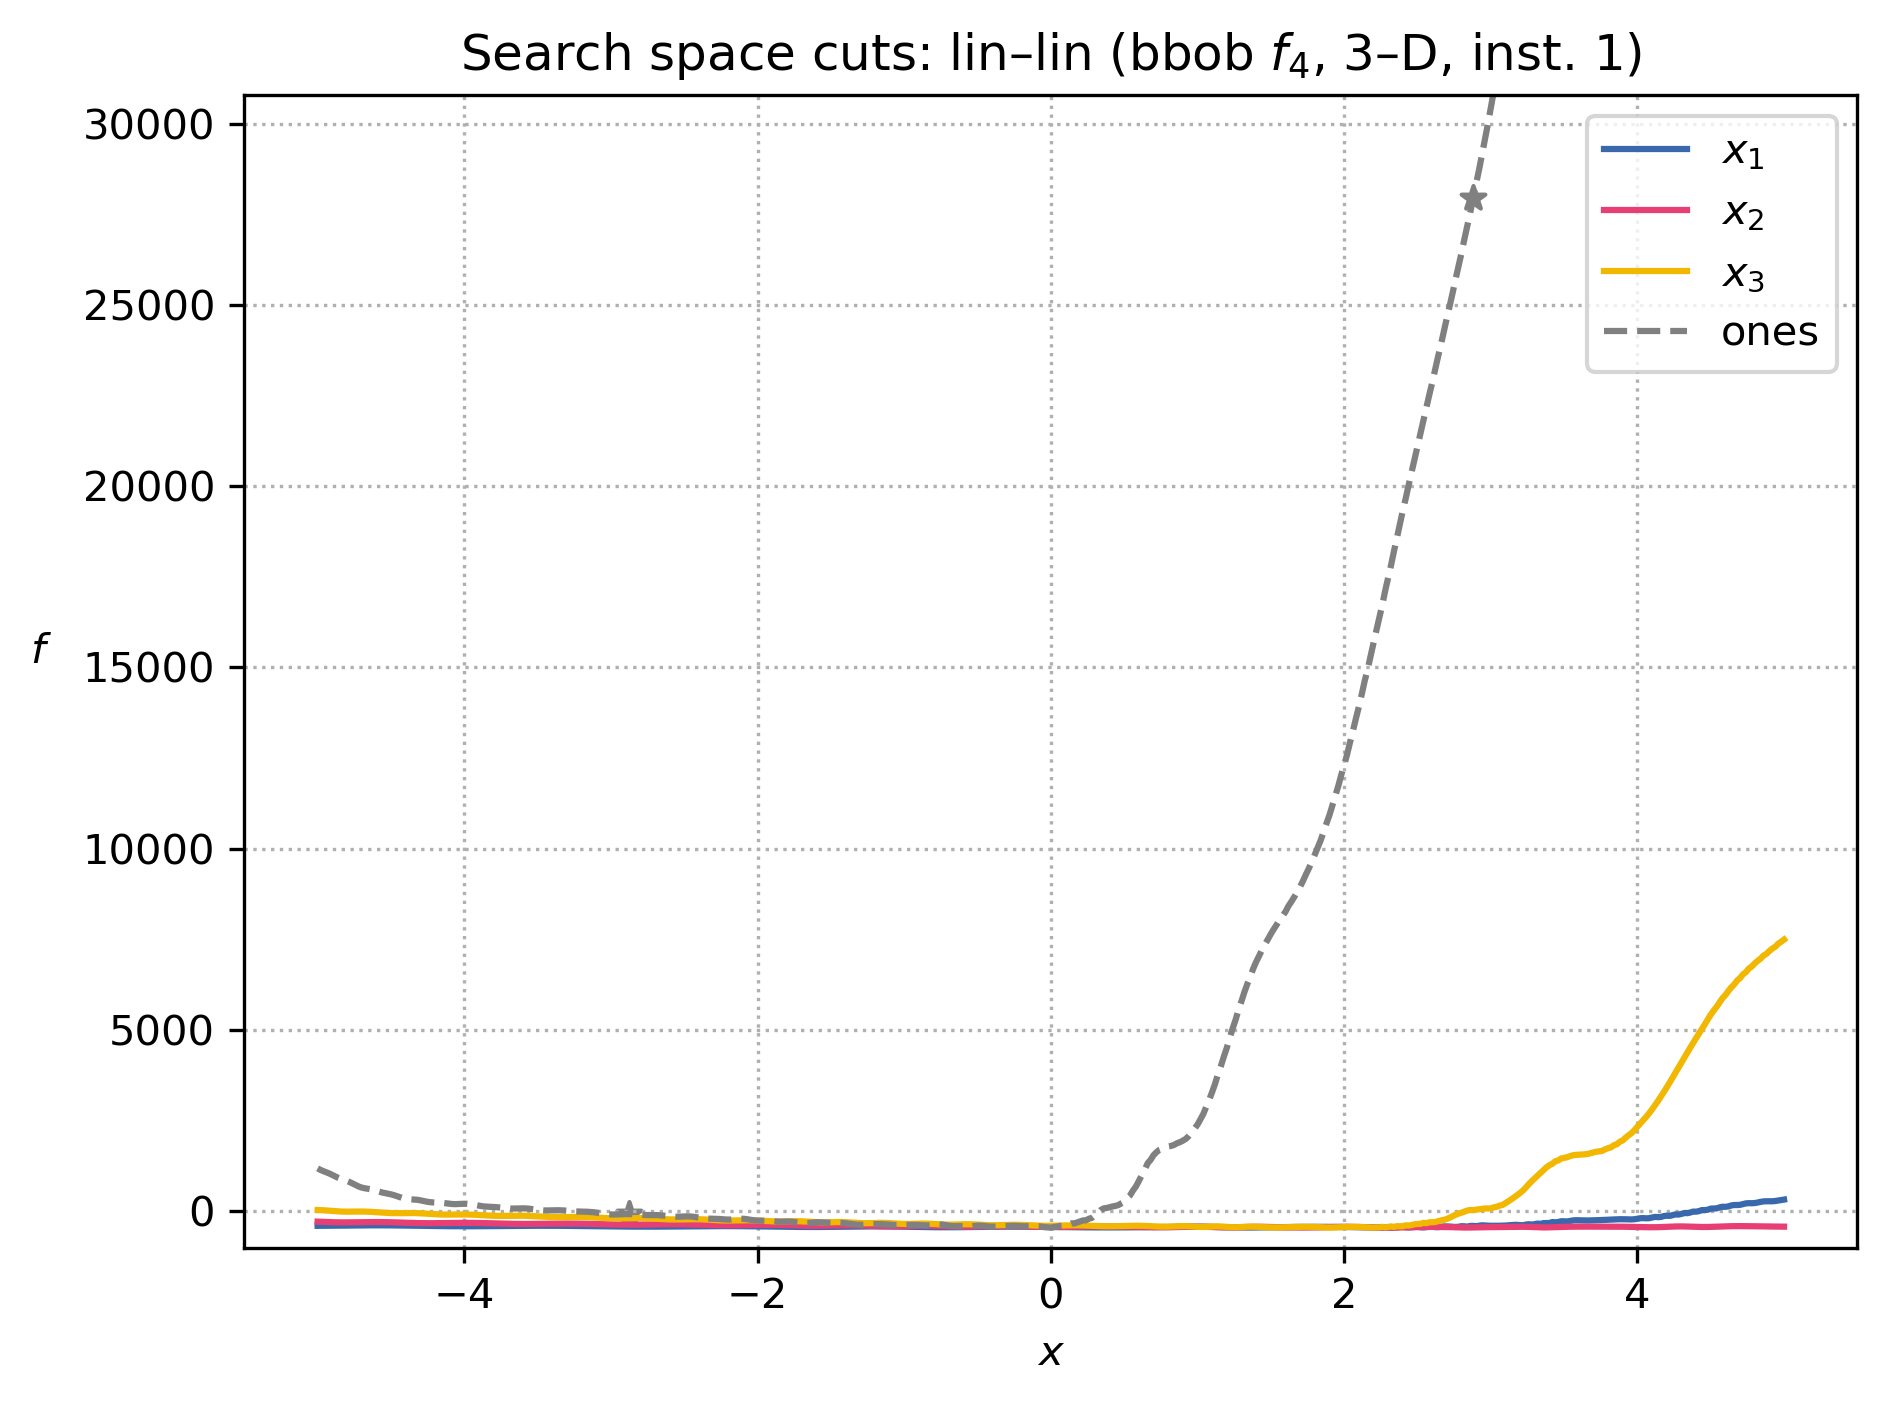 Search space cuts: lin–lin (bbob f₄, 3–D, inst. 1)
30000
25000
20000
15000
10000
5000
0
f
x₁
x₂
x₃
ones
−4
−2
0
2
4
x